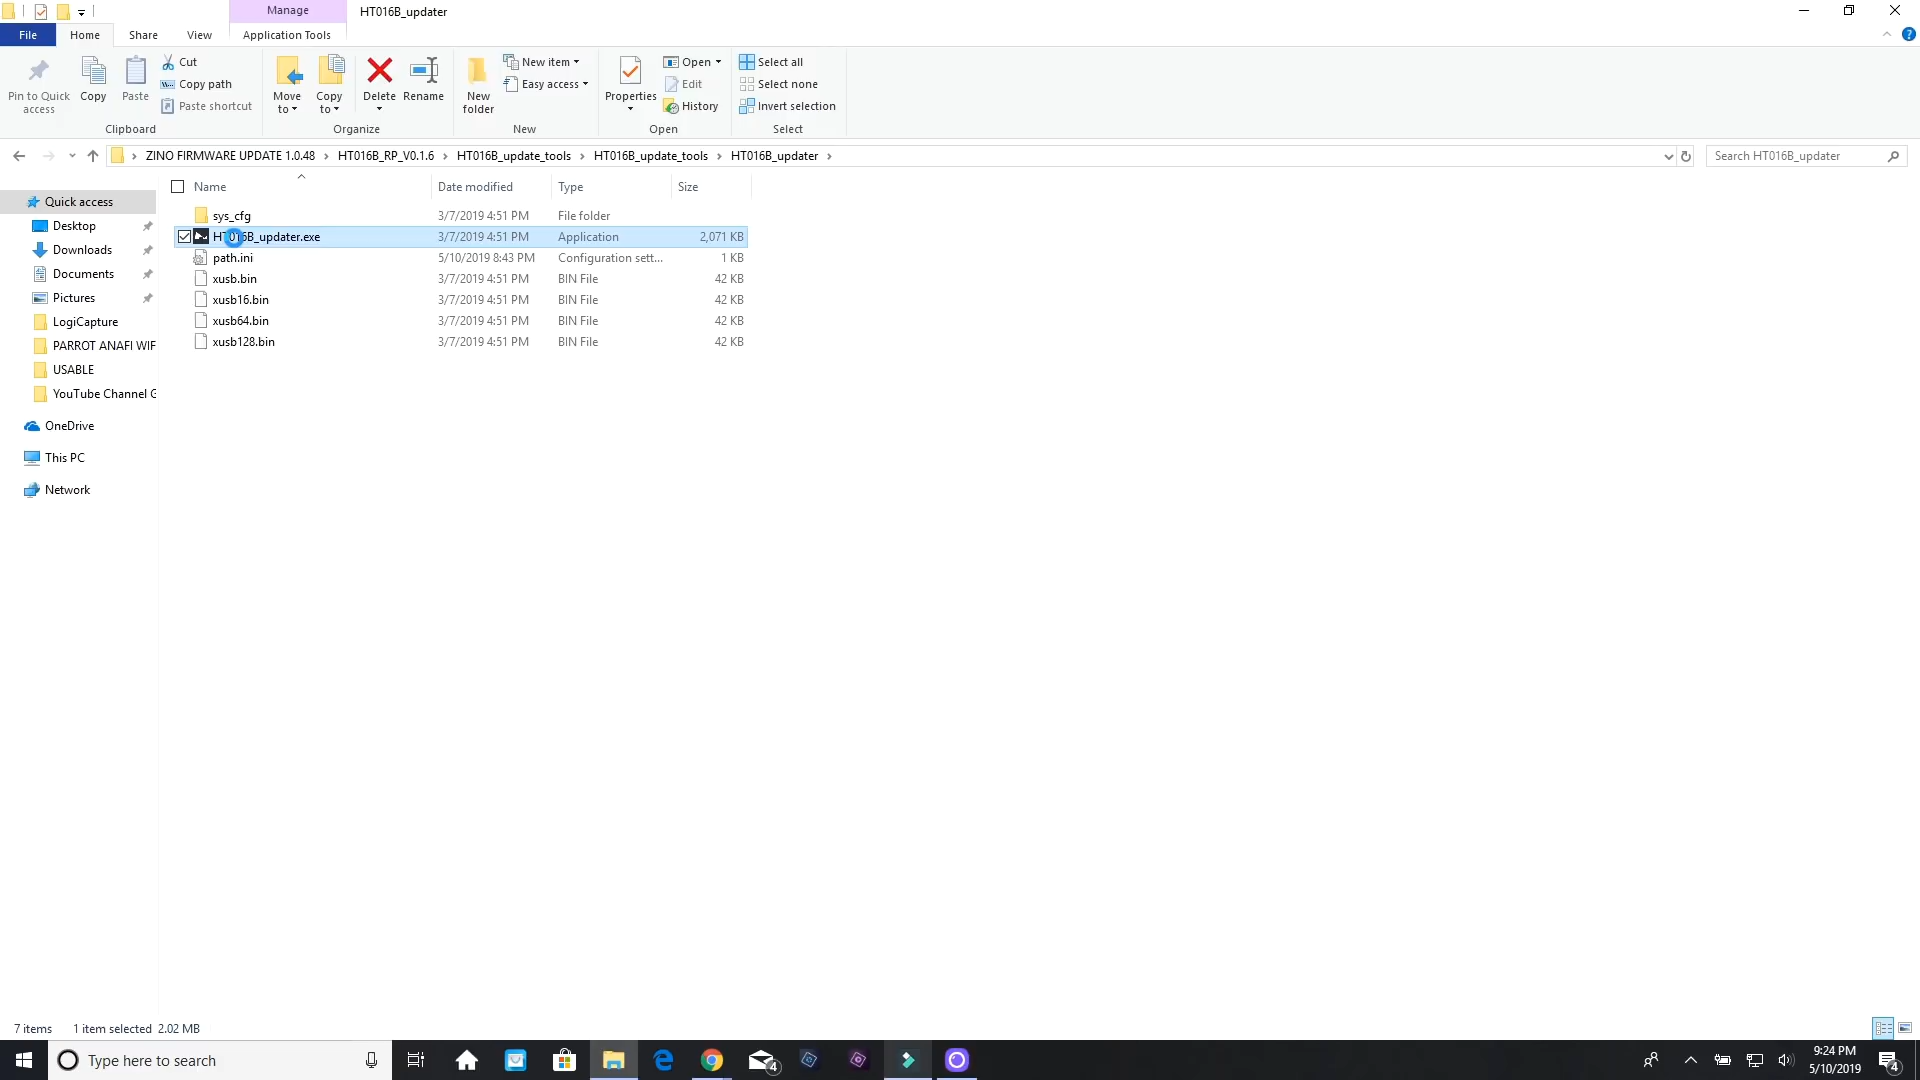 Manage
HT016B_updater
File
Home
Share
View
Application Tools
Pin to Quick
access
Copy
Paste
Cut
Copy path
Paste shortcut
Clipboard
Move
to
Copy
to
Delete
Rename
Organize
New
folder
New item
Easy access
New
Properties
Open
Edit
History
Open
Select all
Select none
Invert selection
Select
ZINO FIRMWARE UPDATE 1.0.48 > HT016B_RP_V0.1.6 > HT016B_update_tools > HT016B_update_tools > HT016B_updater >
Search HT016B_updater
Name Date modified Type Size
sys_cfg 3/7/2019 4:51 PM File folder
HT016B_updater.exe 3/7/2019 4:51 PM Application 2,071 KB
path.ini 5/10/2019 8:43 PM Configuration sett... 1 KB
xusb.bin 3/7/2019 4:51 PM BIN File 42 KB
xusb16.bin 3/7/2019 4:51 PM BIN File 42 KB
xusb64.bin 3/7/2019 4:51 PM BIN File 42 KB
xusb128.bin 3/7/2019 4:51 PM BIN File 42 KB
Quick access
Desktop
Downloads
Documents
Pictures
LogiCapture
PARROT ANAFI WIF
USABLE
YouTube Channel G
OneDrive
This PC
Network
7 items 1 item selected 2.02 MB
Type here to search
4
9:24 PM
5/10/2019
4